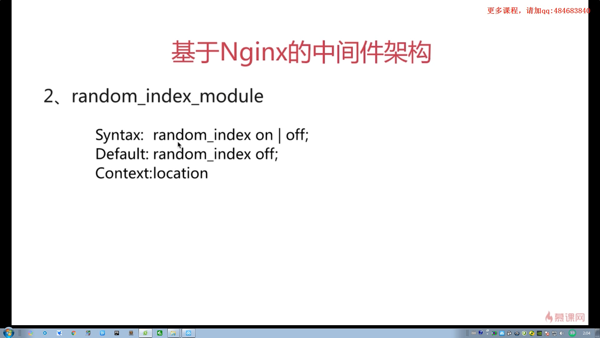 更多课程，请加qq:484683840
基于Nginx的中间件架构
2、random_index_module
Syntax: random_index on | off;
Default: random_index off;
Context:location
慕课网